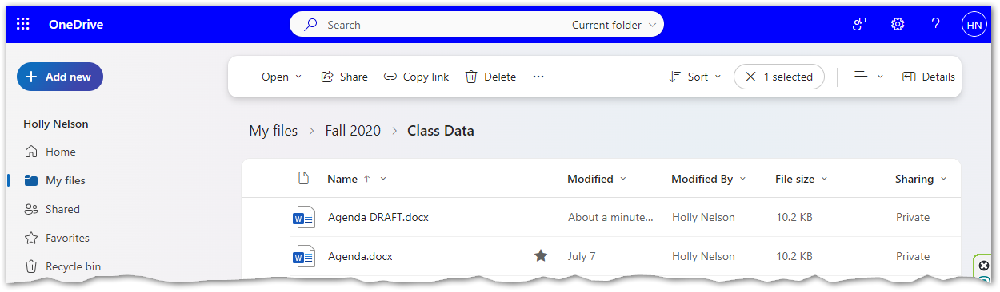 OneDrive Search Current folder HN
Add new
Open Share Copy link Delete ... Sort 1 selected Details
Holly Nelson
My files > Fall 2020 > Class Data
Home
My files
Shared
Favorites
Recycle bin
Name Modified Modified By File size Sharing
W Agenda DRAFT.docx About a minute... Holly Nelson 10.2 KB Private
W Agenda.docx July 7 Holly Nelson 10.2 KB Private